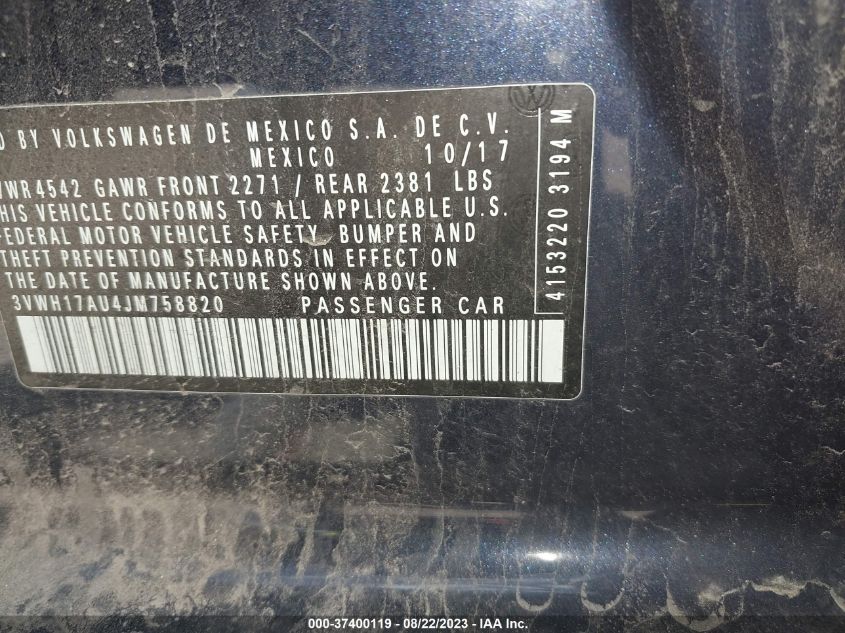 D BY VOLKSWAGEN DE MEXICO S.A. DE C.V.
MEXICO 10/17
VWR 4542 GAWR FRONT 2271 / REAR 2381 LBS
HIS VEHICLE CONFORMS TO ALL APPLICABLE U.S.
FEDERAL MOTOR VEHICLE SAFETY, BUMPER AND
THEFT PREVENTION STANDARDS IN EFFECT ON
THE DATE OF MANUFACTURE SHOWN ABOVE.
3VWH17AU4JM758820 PASSENGER CAR
4153220 3194 M
000-37400119 - 08/22/2023 - IAA Inc.